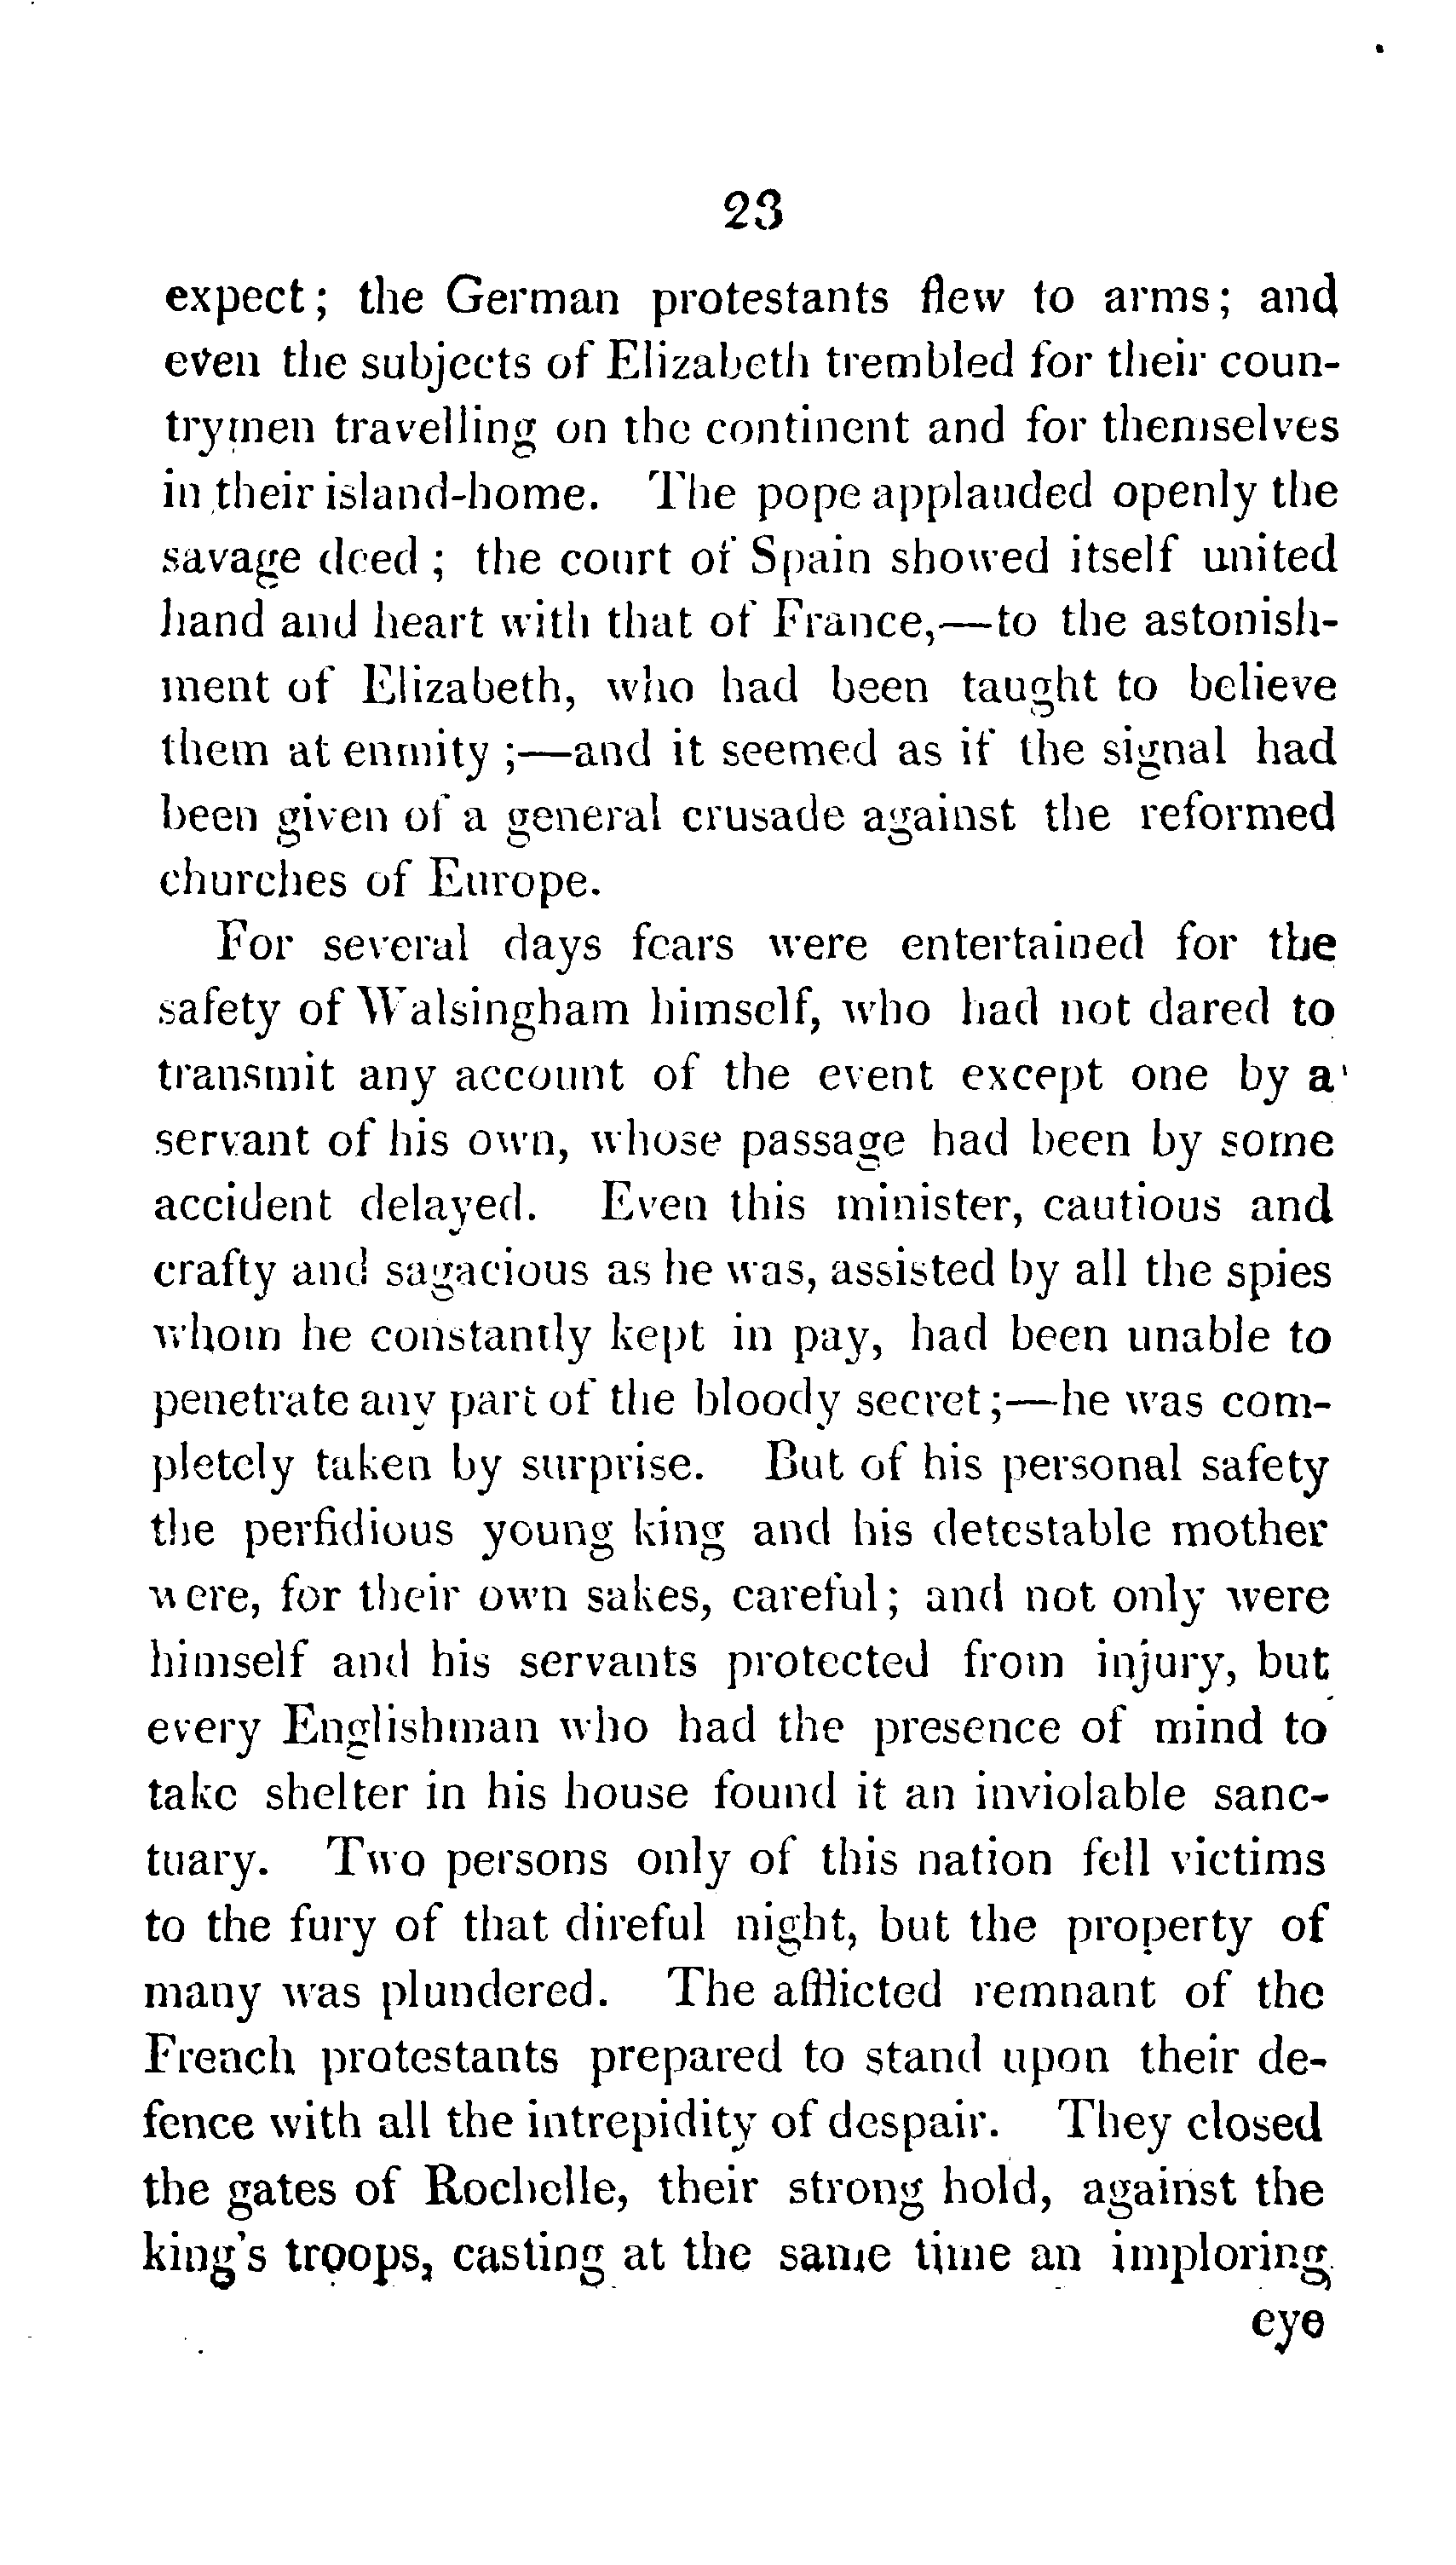 23
expect; the German protestants flew to arms; and
even the subjects of Elizabeth trembled for their coun-
trymen travelling on the continent and for themselves
in their island-home. The pope applauded openly the
savage deed; the court of Spain showed itself united
hand and heart with that of France,—to the astonish-
ment of Elizabeth, who had been taught to believe
them at enmity;—and it seemed as if the signal had
been given of a general crusade against the reformed
churches of Europe.
For several days fears were entertained for the
safety of Walsingham himself, who had not dared to
transmit any account of the event except one by a
servant of his own, whose passage had been by some
accident delayed. Even this minister, cautious and
crafty and sagacious as he was, assisted by all the spies
whom he constantly kept in pay, had been unable to
penetrate any part of the bloody secret;—he was com-
pletely taken by surprise. But of his personal safety
the perfidious young king and his detestable mother
were, for their own sakes, careful; and not only were
himself and his servants protected from injury, but
every Englishman who had the presence of mind to
take shelter in his house found it an inviolable sanc-
tuary. Two persons only of this nation fell victims
to the fury of that direful night, but the property of
many was plundered. The afflicted remnant of the
French protestants prepared to stand upon their de-
fence with all the intrepidity of despair. They closed
the gates of Rochelle, their strong hold, against the
king's troops, casting at the same time an imploring
eye